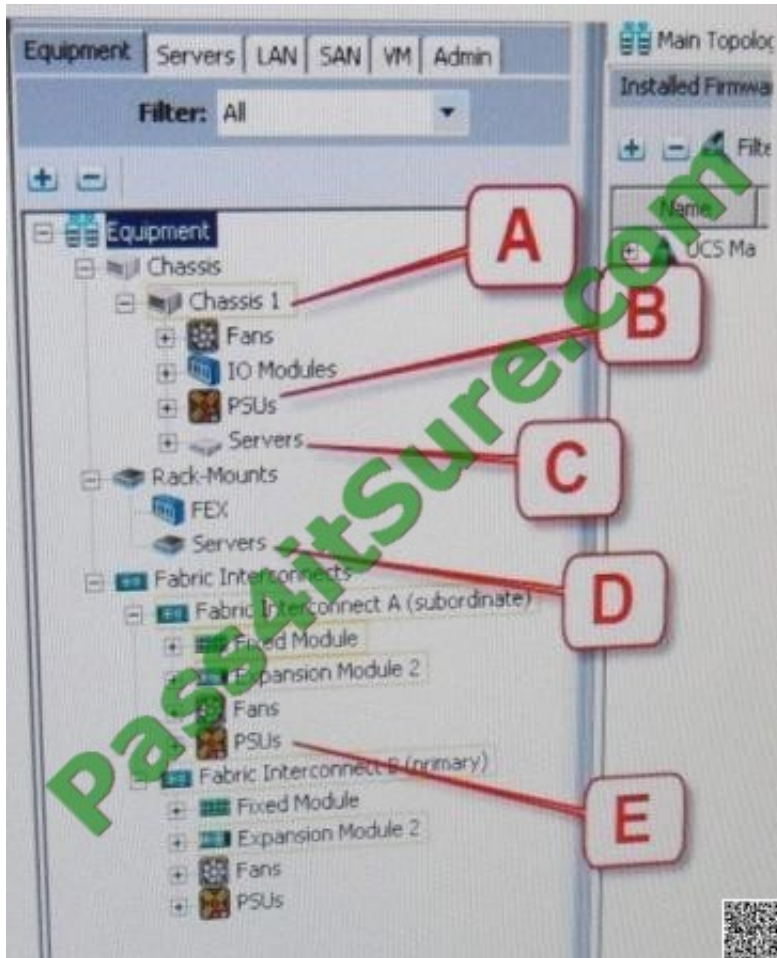 Equipment Servers LAN SAN VM Admin
Filter: All
Equipment
Chassis
Chassis 1
Fans
IO Modules
PSUs
Servers
Rack-Mounts
FEX
Servers
Fabric Interconnects
Fabric Interconnect A (subordinate)
Fixed Module
Expansion Module 2
Fans
PSUs
Fabric Interconnect B (primary)
Fixed Module
Expansion Module 2
Fans
PSUs
Main Topolog
Installed Firmwa
Filte
Name
UCS Ma
A
B
C
D
E
Pass4itSure.com